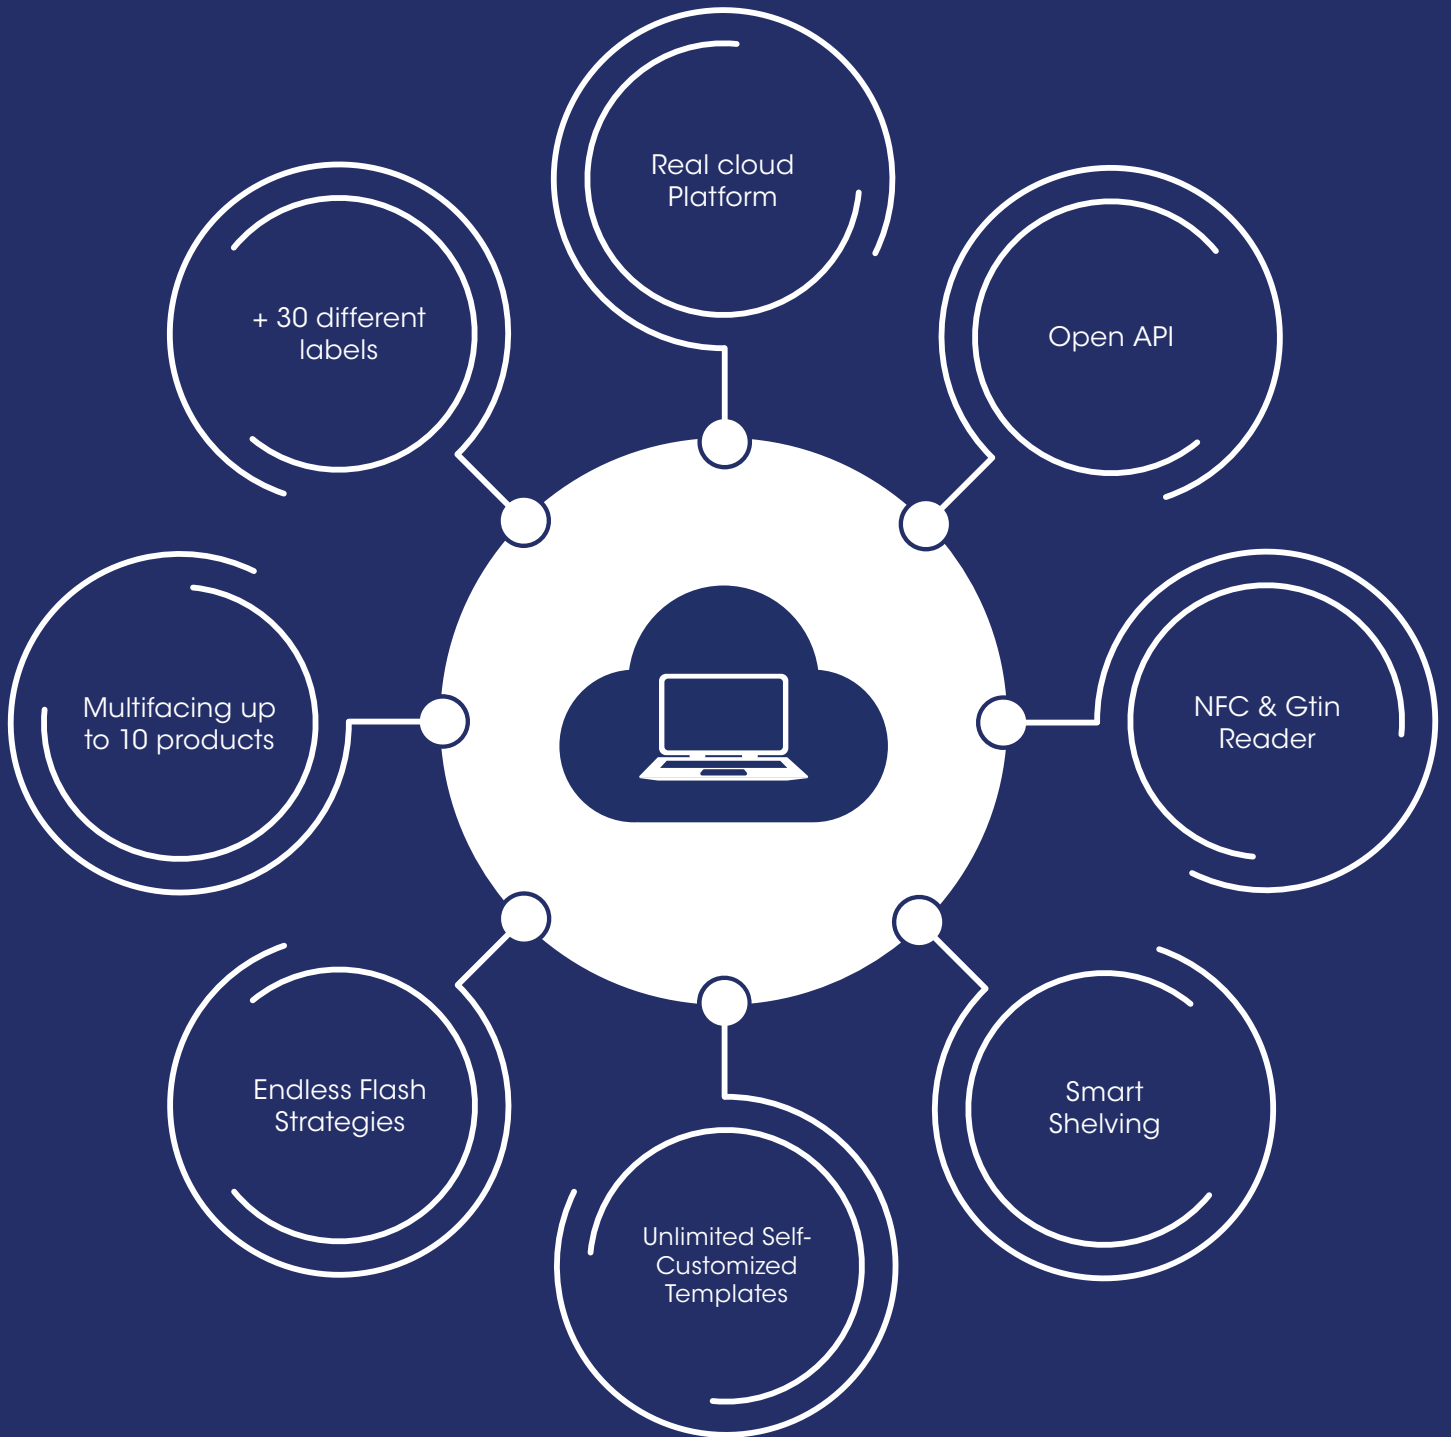 Real cloud
Platform
+ 30 different
labels
Open API
Multifacing up
to 10 products
NFC & Gtin
Reader
Endless Flash
Strategies
Smart
Shelving
Unlimited Self-
Customized
Templates